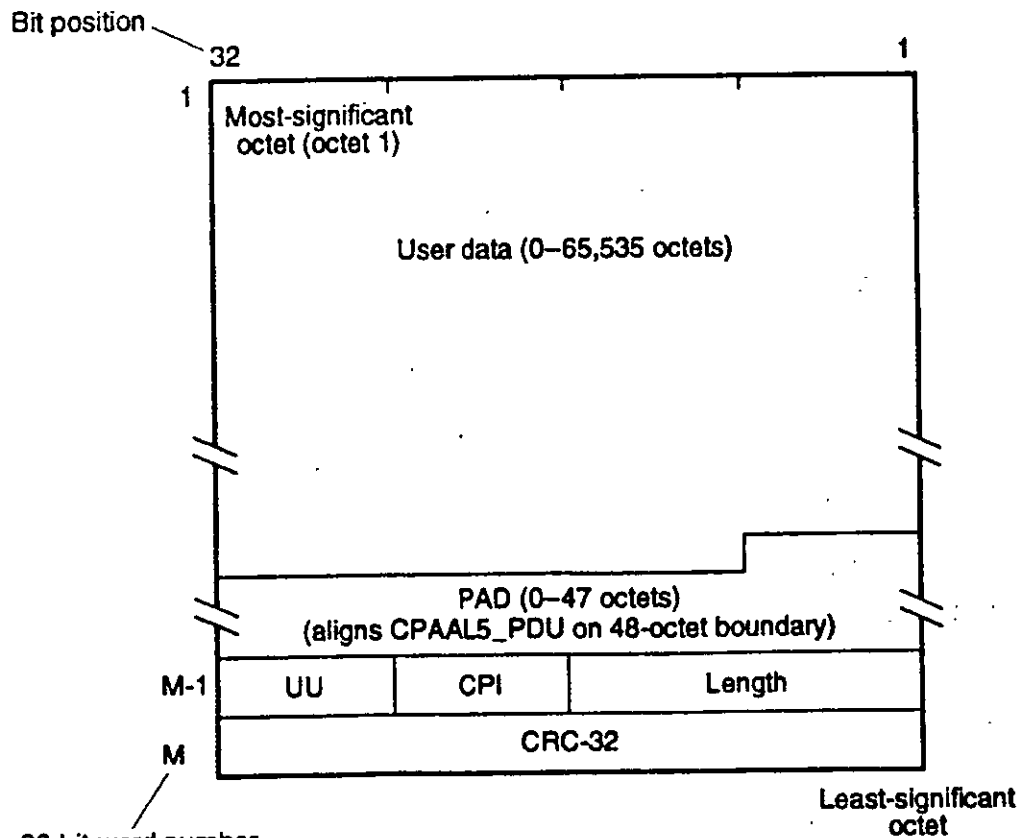 Bit position
32
1
1
Most-significant
octet (octet 1)
User data (0–65,535 octets)
PAD (0–47 octets)
(aligns CPAAL5_PDU on 48-octet boundary)
M-1
UU
CPI
Length
M
CRC-32
Least-significant
octet